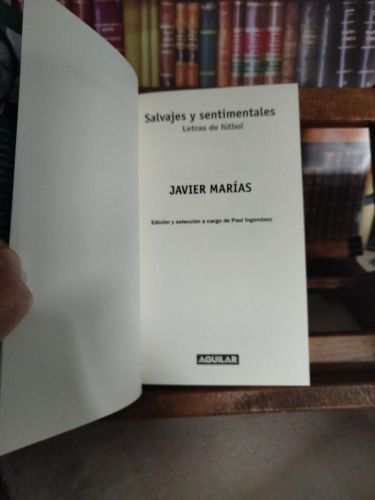 Salvajes y sentimentales
Letras de fútbol
JAVIER MARÍAS
Edición y selección a cargo de Paul Ingendaay
AGUILAR